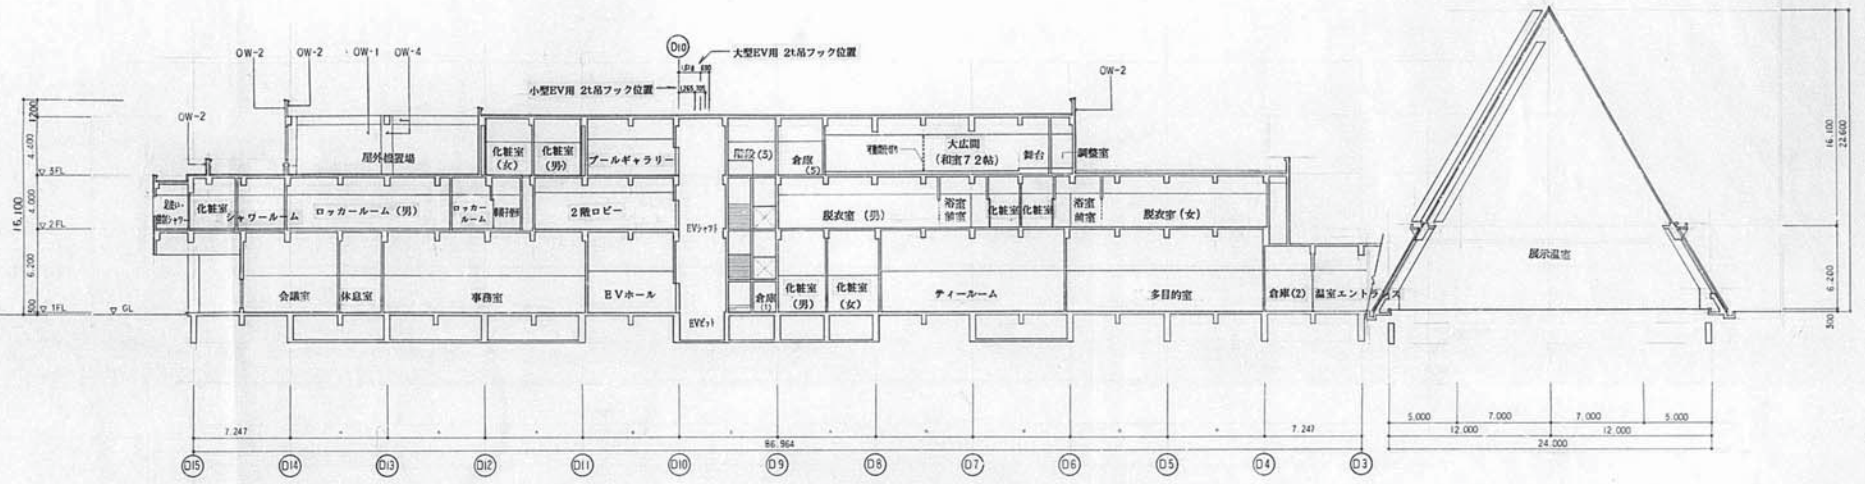 D10
大型EV用 2t吊フック位置
小型EV用 2t吊フック位置
OW-2
OW-2
OW-1
OW-4
OW-2
OW-2
1200
4.400
4.000
6.200
300
16.100
▽3FL
▽2FL
▽1FL
▽GL
化粧室
(女)
化粧室
(男)
プールギャラリー
階段(3)
倉庫
(5)
大広間
(和室72帖)
舞台
調整室
化粧室
シャワールーム
ロッカールーム(男)
ロッカー
ルーム
2階ロビー
EVシャフト
脱衣室(男)
浴室
前室
化粧室
化粧室
浴室
前室
脱衣室(女)
会議室
休息室
事務室
EVホール
倉庫
(1)
化粧室
(男)
化粧室
(女)
ティールーム
多目的室
倉庫(2)
温室エントランス
EVピット
展示温室
16.100
22.600
6.200
300
7.247
86.964
7.247
D15
D14
D13
D12
D11
D10
D9
D8
D7
D6
D5
D4
D3
5.000
7.000
7.000
5.000
12.000
12.000
24.000